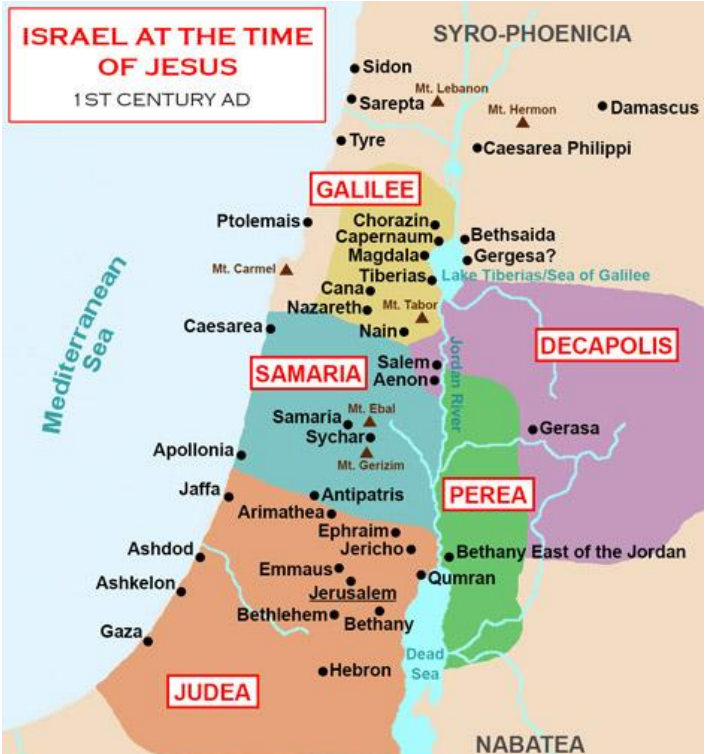 ISRAEL AT THE TIME
OF JESUS
1ST CENTURY AD
SYRO-PHOENICIA
Sidon
Mt. Lebanon
Sarepta
Mt. Hermon
Damascus
Tyre
Caesarea Philippi
GALILEE
Ptolemais
Chorazin
Capernaum
Bethsaida
Magdala
Gergesa?
Mt. Carmel
Tiberias
Lake Tiberias/Sea of Galilee
Cana
Nazareth
Mt. Tabor
Mediterranean
Sea
Caesarea
Nain
Jordan River
DECAPOLIS
SAMARIA
Salem
Aenon
Samaria
Mt. Ebal
Sychar
Gerasa
Apollonia
Mt. Gerizim
Jaffa
Antipatris
PEREA
Arimathea
Ephraim
Jericho
Bethany East of the Jordan
Ashdod
Emmaus
Qumran
Ashkelon
Jerusalem
Bethlehem
Bethany
Gaza
Dead
Sea
Hebron
JUDEA
NABATEA